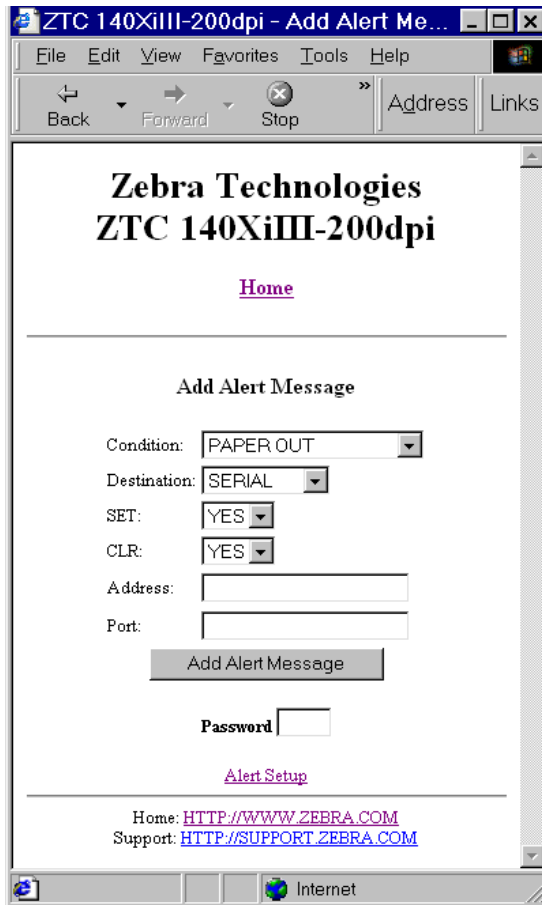 ZTC 140XiIII-200dpi - Add Alert Me...
File Edit View Favorites Tools Help
Back Forward Stop » Address Links
Zebra Technologies
ZTC 140XiIII-200dpi
Home
Add Alert Message
Condition: PAPER OUT
Destination: SERIAL
SET: YES
CLR: YES
Address:
Port:
Add Alert Message
Password
Alert Setup
Home: HTTP://WWW.ZEBRA.COM
Support: HTTP://SUPPORT.ZEBRA.COM
Internet